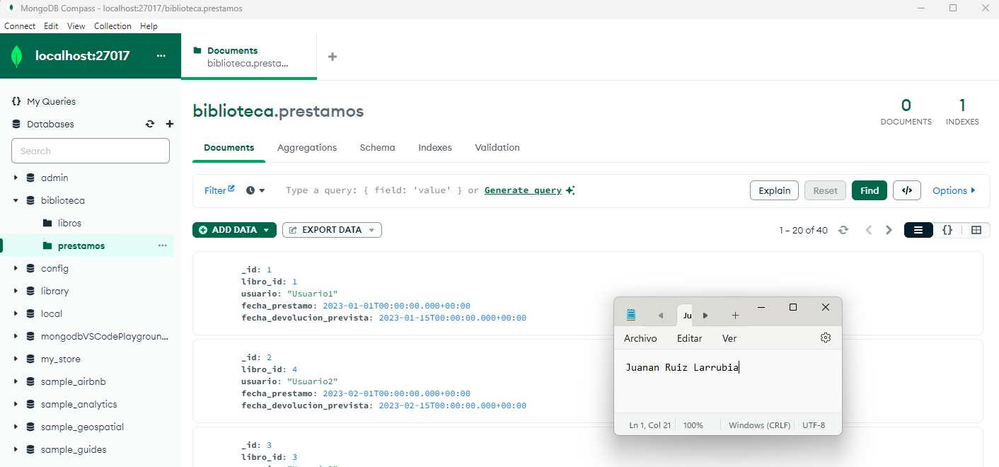 MongoDB Compass - localhost:27017/biblioteca.prestamos
Connect Edit View Collection Help
localhost:27017 ...
Documents
biblioteca.presta...
My Queries
Databases
Search
admin
biblioteca
libros
prestamos
config
library
local
mongodbVSCodePlaygroun...
my_store
sample_airbnb
sample_analytics
sample_geospatial
sample_guides
biblioteca.prestamos
0
DOCUMENTS
1
INDEXES
Documents Aggregations Schema Indexes Validation
Filter Type a query: { field: 'value' } or Generate query Explain Reset Find </> Options
ADD DATA EXPORT DATA 1 – 20 of 40 {}
_id: 1
libro_id: 1
usuario: "Usuario1"
fecha_prestamo: 2023-01-01T00:00:00.000+00:00
fecha_devolucion_prevista: 2023-01-15T00:00:00.000+00:00
_id: 2
libro_id: 4
usuario: "Usuario2"
fecha_prestamo: 2023-02-01T00:00:00.000+00:00
fecha_devolucion_prevista: 2023-02-15T00:00:00.000+00:00
_id: 3
libro_id: 3
Ju
Archivo Editar Ver
Juanan Ruiz Larrubia
Ln 1, Col 21 100% Windows (CRLF) UTF-8